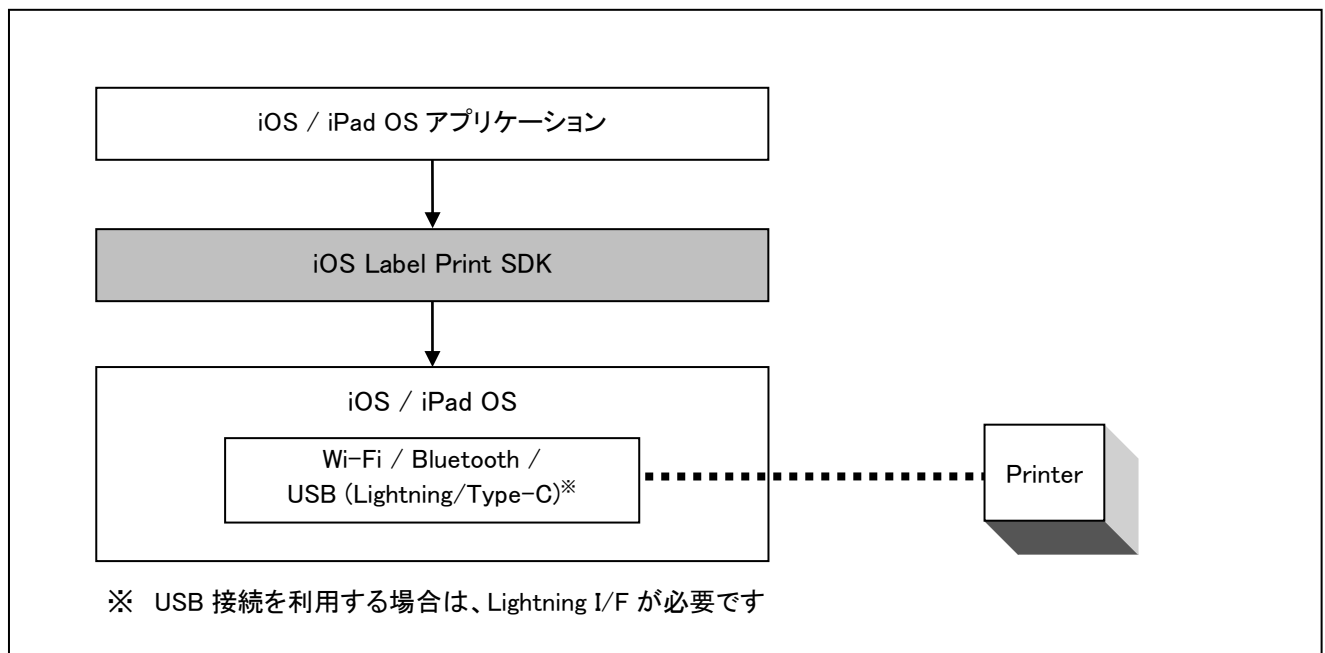 iOS / iPad OS アプリケーション
iOS Label Print SDK
iOS / iPad OS
Wi-Fi / Bluetooth /
USB (Lightning/Type-C)※
Printer
※ USB 接続を利用する場合は、Lightning I/F が必要です